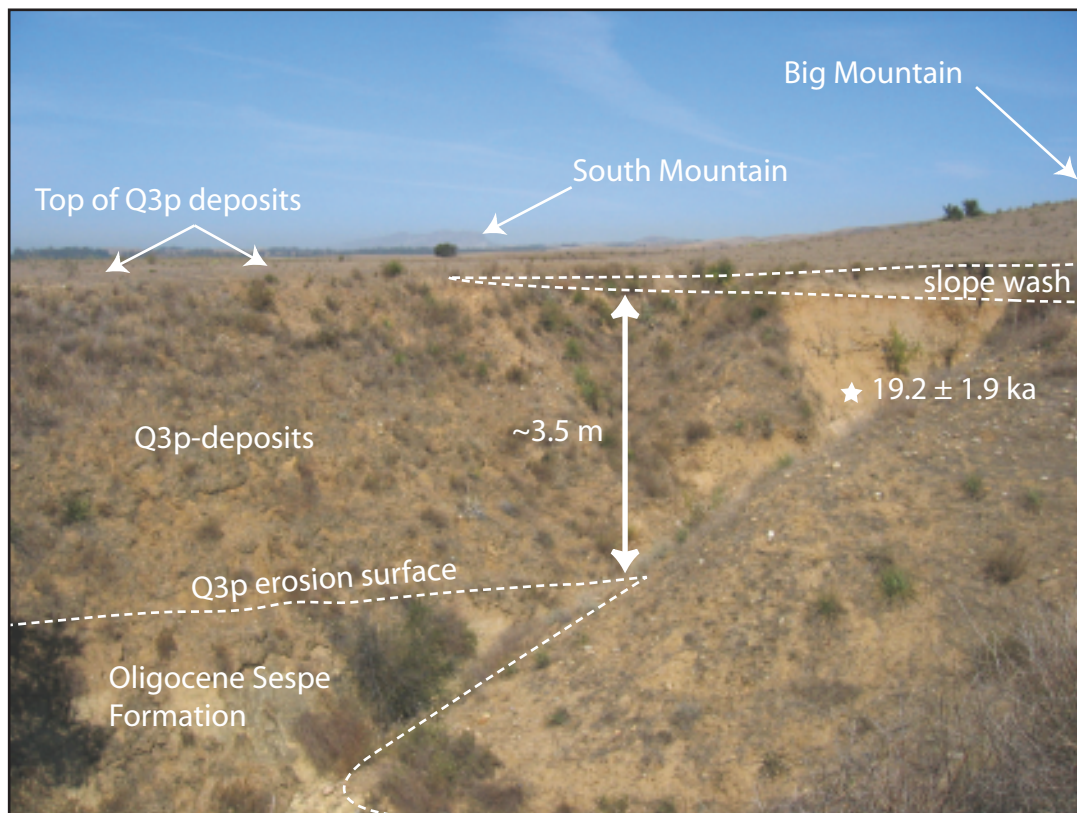 Big Mountain
South Mountain
Top of Q3p deposits
slope wash
19.2 ± 1.9 ka
~3.5 m
Q3p-deposits
Q3p erosion surface
Oligocene Sespe
Formation